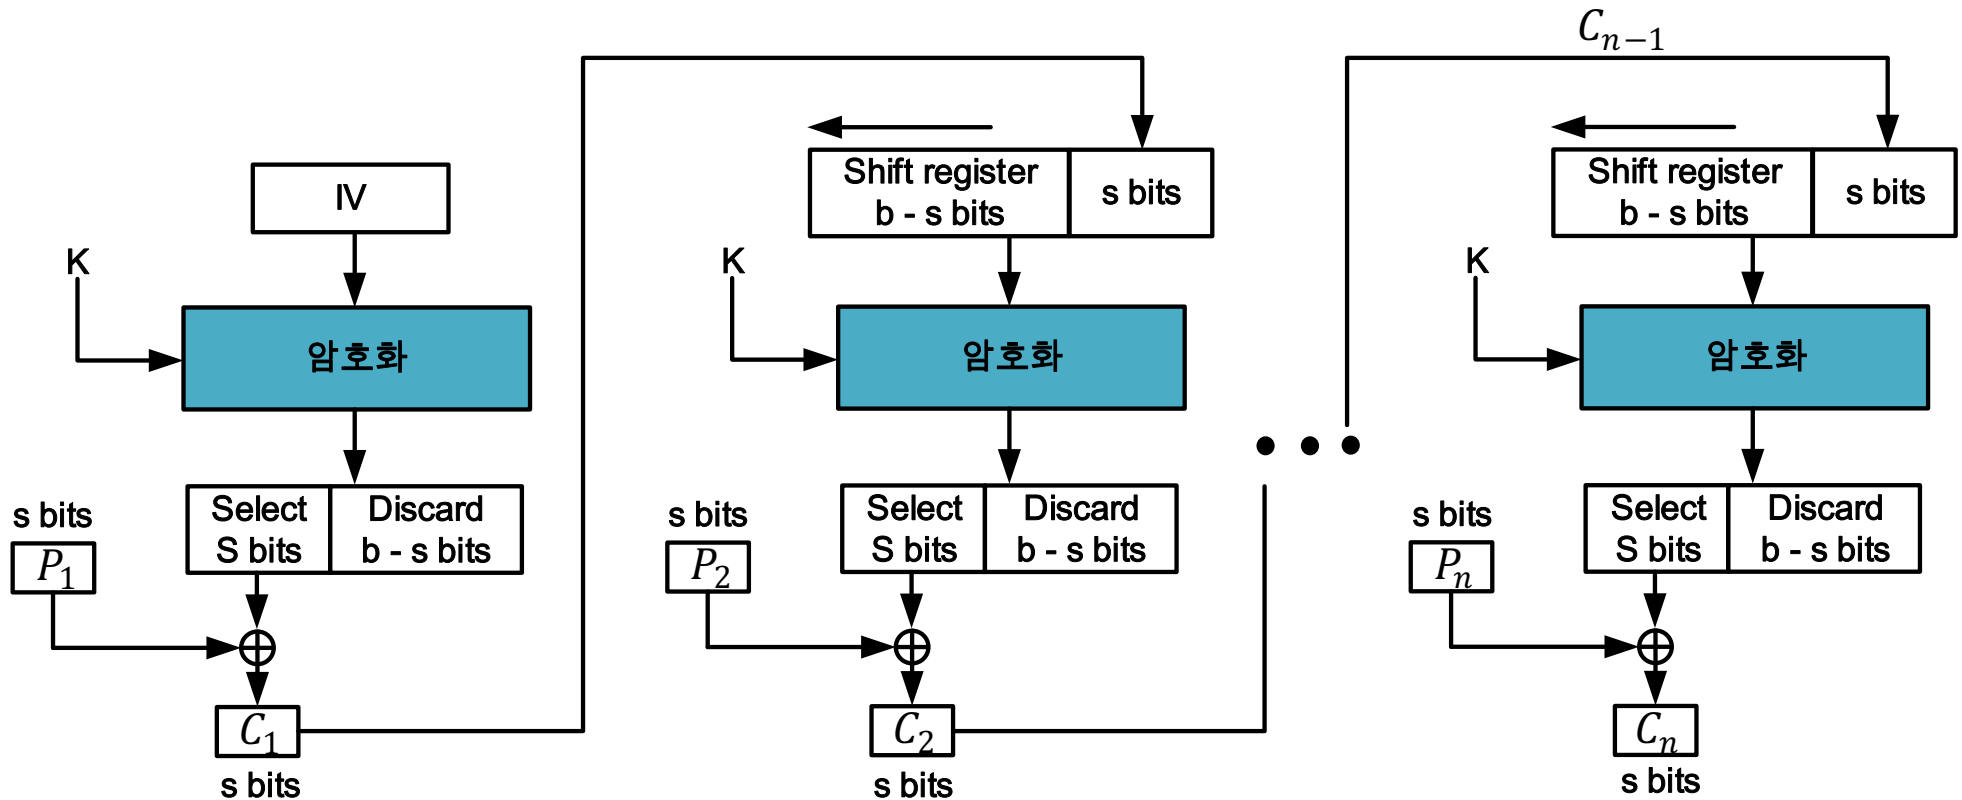 C_{n-1}
IV
K
암호화
Select
S bits
Discard
b - s bits
s bits
P_1
C_1
s bits
Shift register
b - s bits
s bits
K
암호화
Select
S bits
Discard
b - s bits
s bits
P_2
C_2
s bits
Shift register
b - s bits
s bits
K
암호화
Select
S bits
Discard
b - s bits
s bits
P_n
C_n
s bits